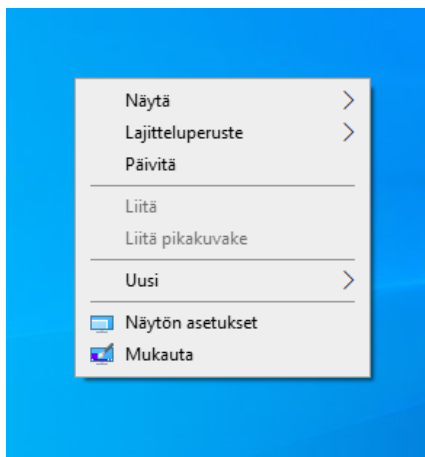 Näytä
Lajitteluperuste
Päivitä
Liitä
Liitä pikakuvake
Uusi
Näytön asetukset
Mukauta